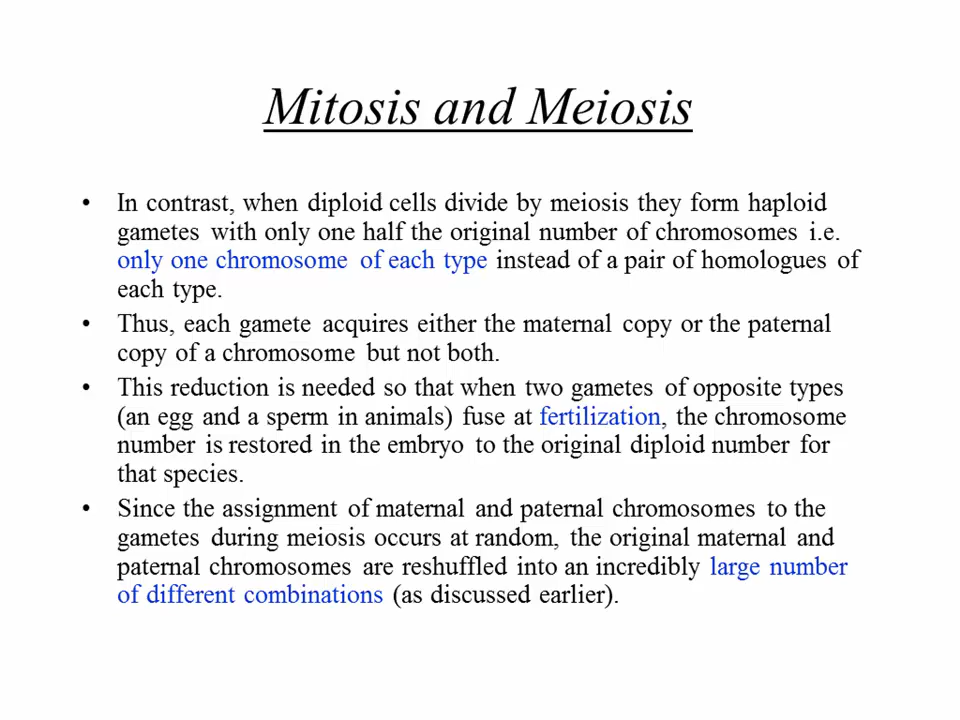 Mitosis and Meiosis
• In contrast, when diploid cells divide by meiosis they form haploid
gametes with only one half the original number of chromosomes i.e.
only one chromosome of each type instead of a pair of homologues of
each type.
• Thus, each gamete acquires either the maternal copy or the paternal
copy of a chromosome but not both.
• This reduction is needed so that when two gametes of opposite types
(an egg and a sperm in animals) fuse at fertilization, the chromosome
number is restored in the embryo to the original diploid number for
that species.
• Since the assignment of maternal and paternal chromosomes to the
gametes during meiosis occurs at random, the original maternal and
paternal chromosomes are reshuffled into an incredibly large number
of different combinations (as discussed earlier).